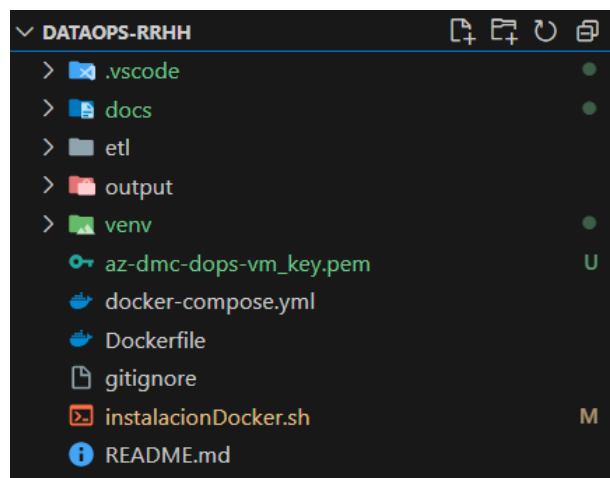 DATAOPS-RRHH
.vscode
docs
etl
output
venv
az-dmc-dops-vm_key.pem U
docker-compose.yml
Dockerfile
gitignore
instalacionDocker.sh M
README.md